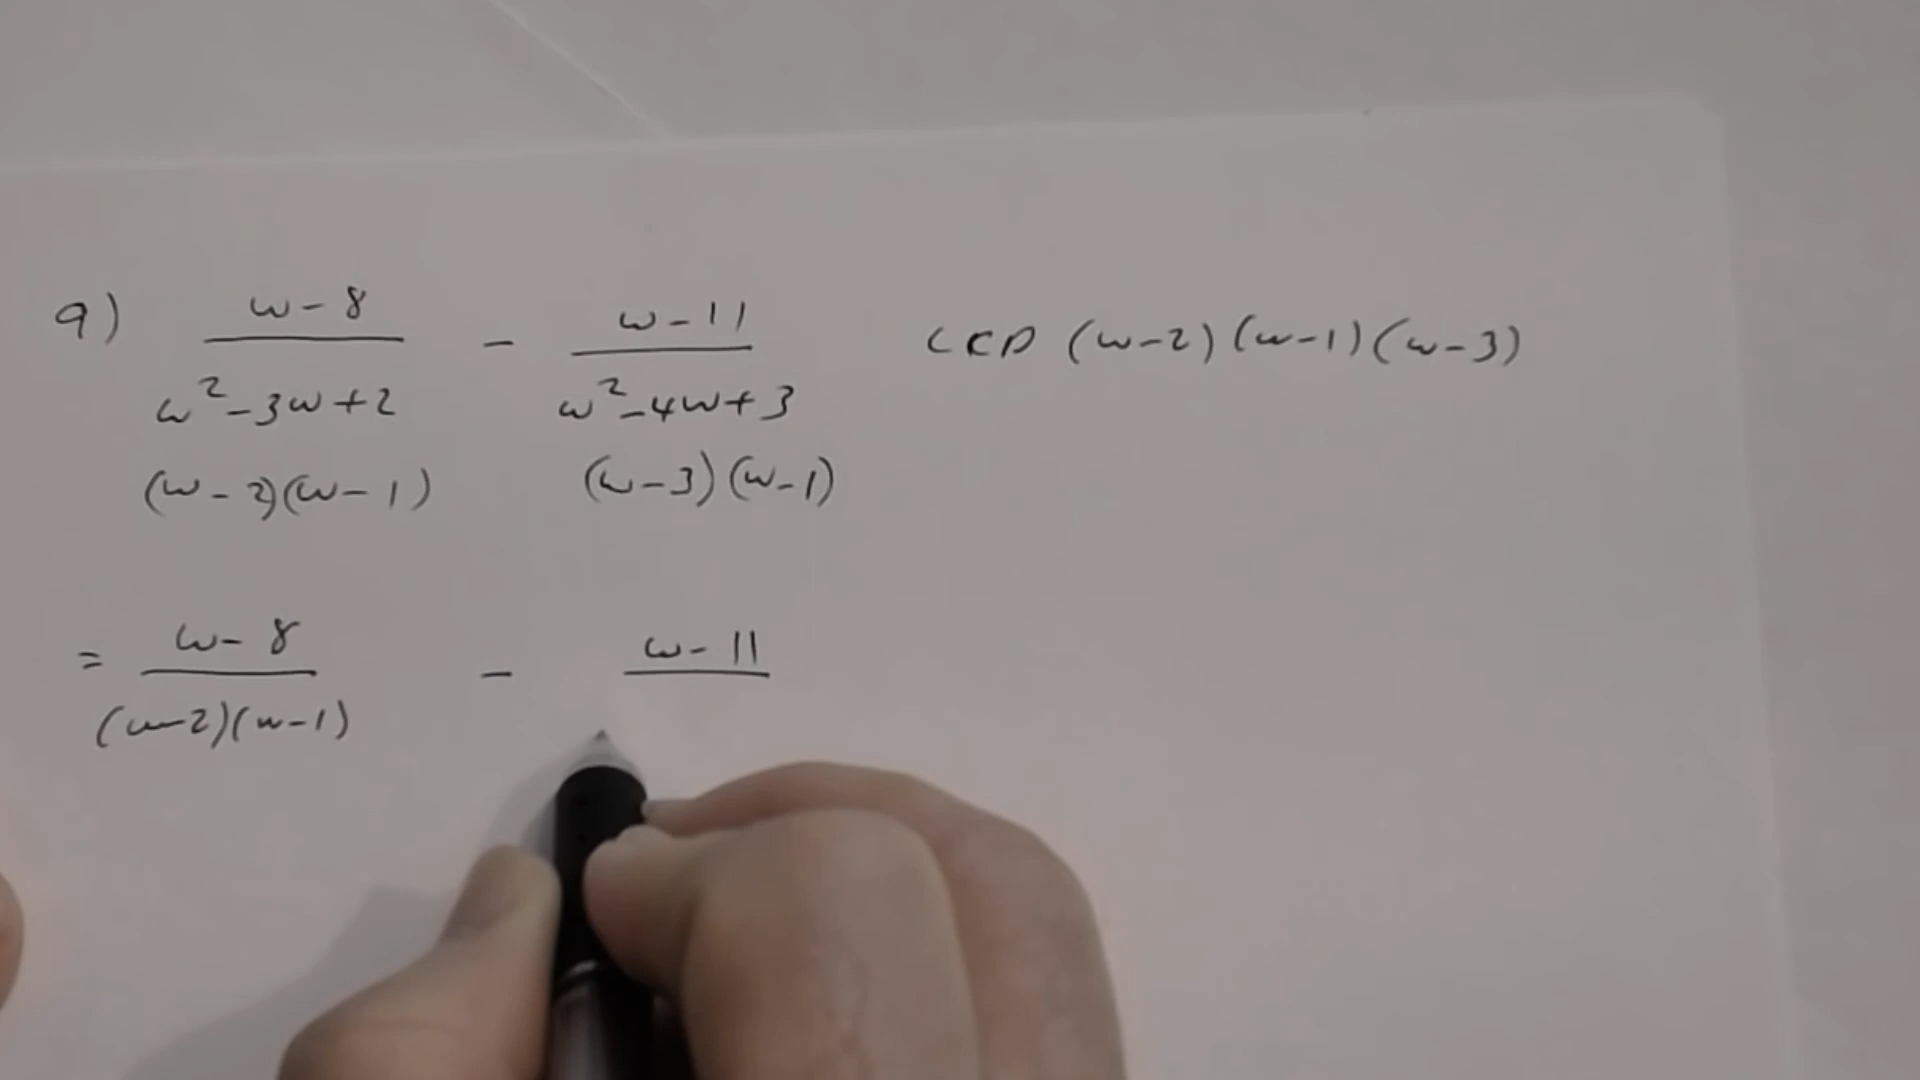 9) w-8 / w²-3w+2 - w-11 / w²-4w+3 LCD (w-2)(w-1)(w-3)
(w-2)(w-1) (w-3)(w-1)
= w-8 / (w-2)(w-1) - w-11